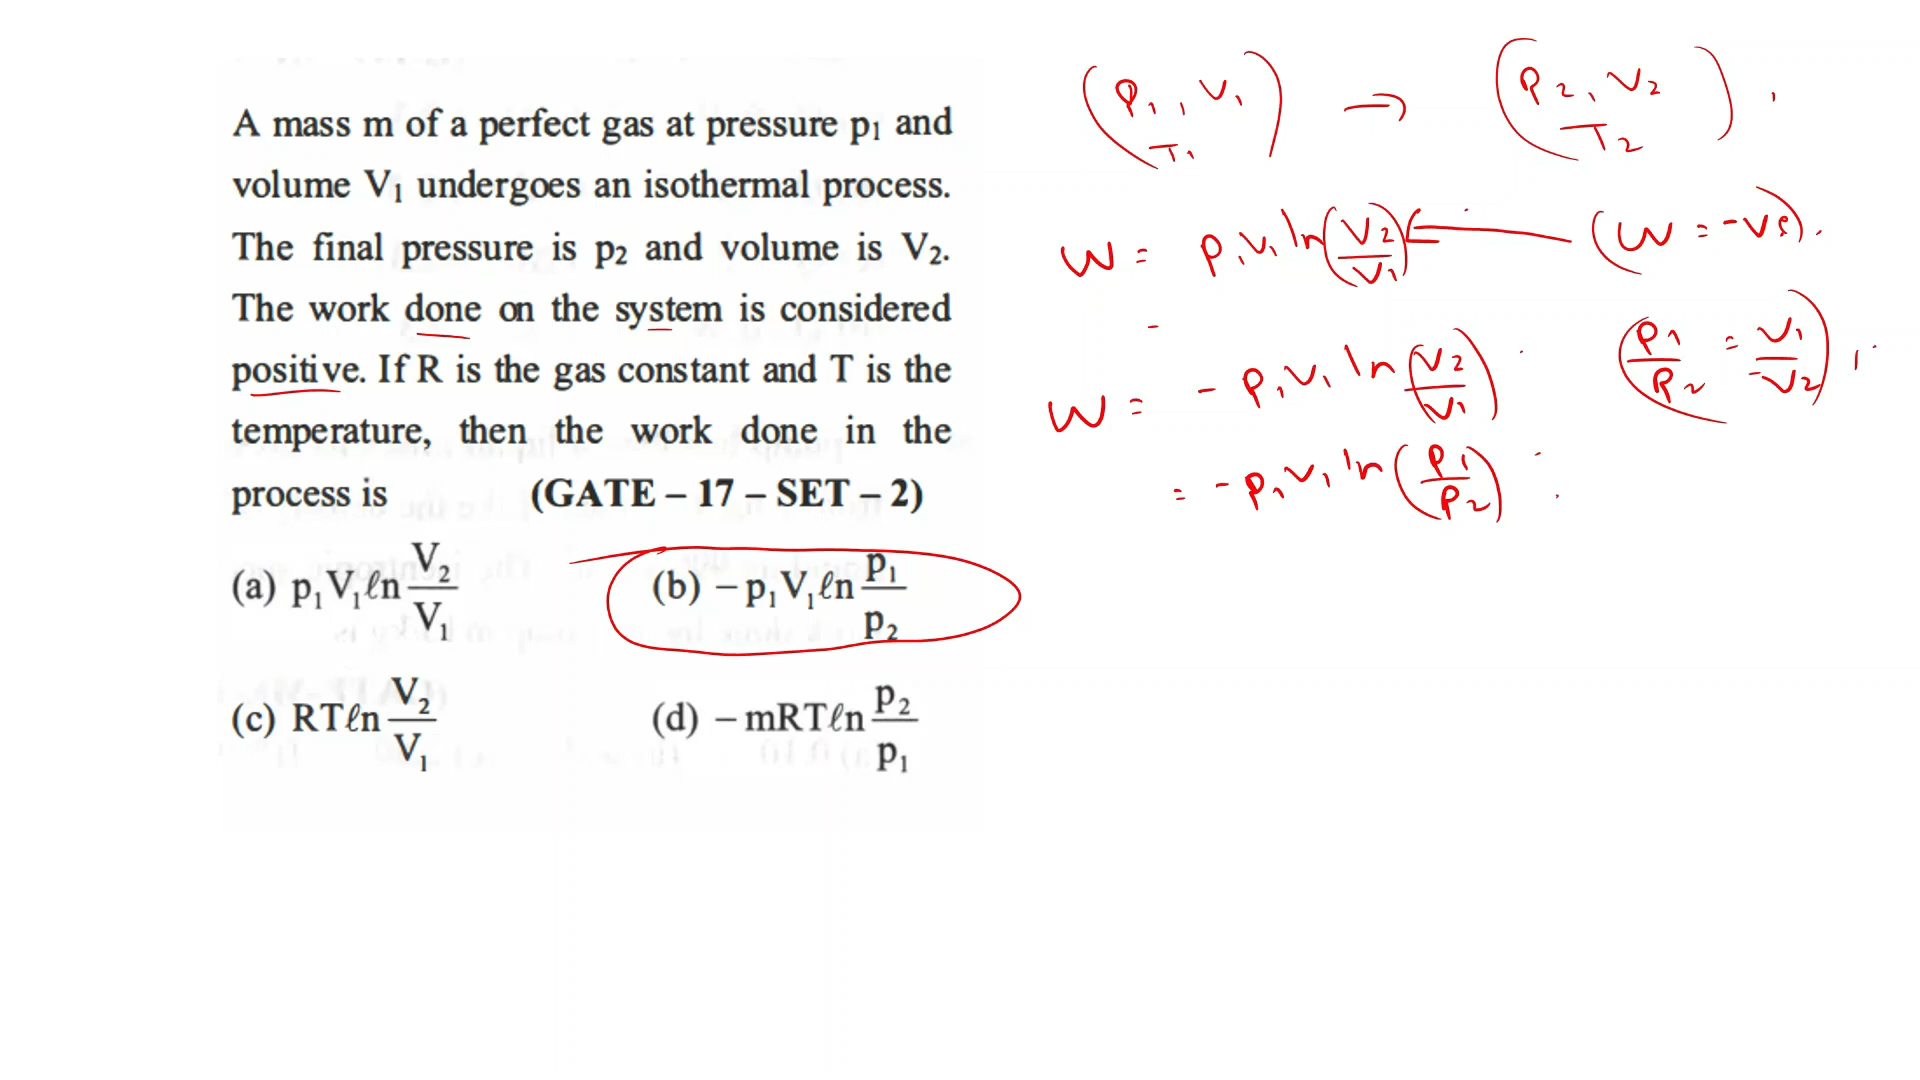 A mass m of a perfect gas at pressure p₁ and
volume V₁ undergoes an isothermal process.
The final pressure is p₂ and volume is V₂.
The work done on the system is considered
positive. If R is the gas constant and T is the
temperature, then the work done in the
process is (GATE – 17 – SET – 2)
(a) p₁V₁ℓn V₂/V₁ (b) – p₁V₁ℓn p₁/p₂
(c) RTℓn V₂/V₁ (d) – mRTℓn p₂/p₁
(P₁, V₁ T₁) → (P₂, V₂ T₂)
W = P₁V₁ ln(V₂/V₁) (W = -ve).
W = - P₁V₁ ln(V₂/V₁) (P₁/P₂ = V₁/V₂)
= - P₁V₁ ln(P₁/P₂)